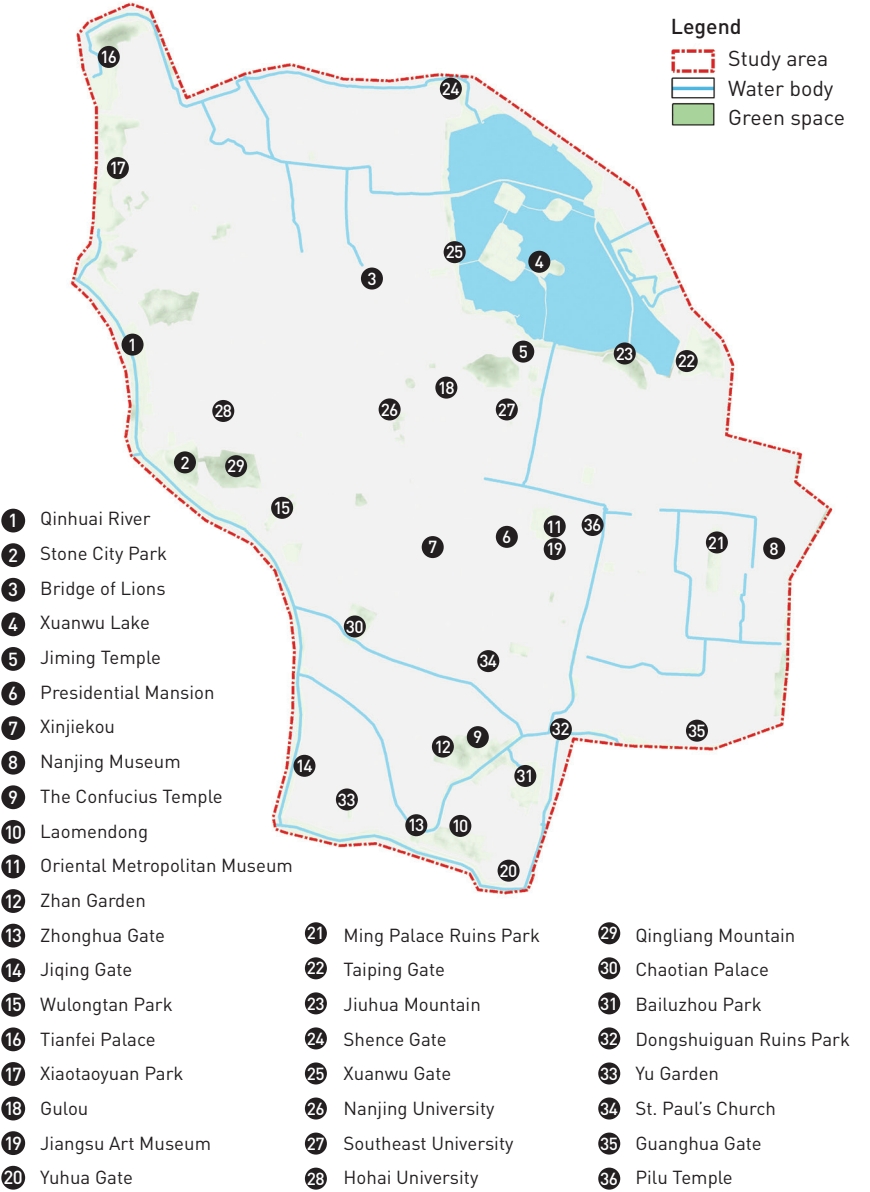 Legend
Study area
Water body
Green space
16
24
17
25
4
3
1
5
23
22
18
28
26
27
2
29
15
11
36
6
7
19
21
8
30
34
32
35
9
12
14
31
33
13
10
20
1 Qinhuai River
2 Stone City Park
3 Bridge of Lions
4 Xuanwu Lake
5 Jiming Temple
6 Presidential Mansion
7 Xinjiekou
8 Nanjing Museum
9 The Confucius Temple
10 Laomendong
11 Oriental Metropolitan Museum
12 Zhan Garden
13 Zhonghua Gate
14 Jiqing Gate
15 Wulongtan Park
16 Tianfei Palace
17 Xiaotaoyuan Park
18 Gulou
19 Jiangsu Art Museum
20 Yuhua Gate
21 Ming Palace Ruins Park
22 Taiping Gate
23 Jiuhua Mountain
24 Shence Gate
25 Xuanwu Gate
26 Nanjing University
27 Southeast University
28 Hohai University
29 Qingliang Mountain
30 Chaotian Palace
31 Bailuzhou Park
32 Dongshuiguan Ruins Park
33 Yu Garden
34 St. Paul's Church
35 Guanghua Gate
36 Pilu Temple